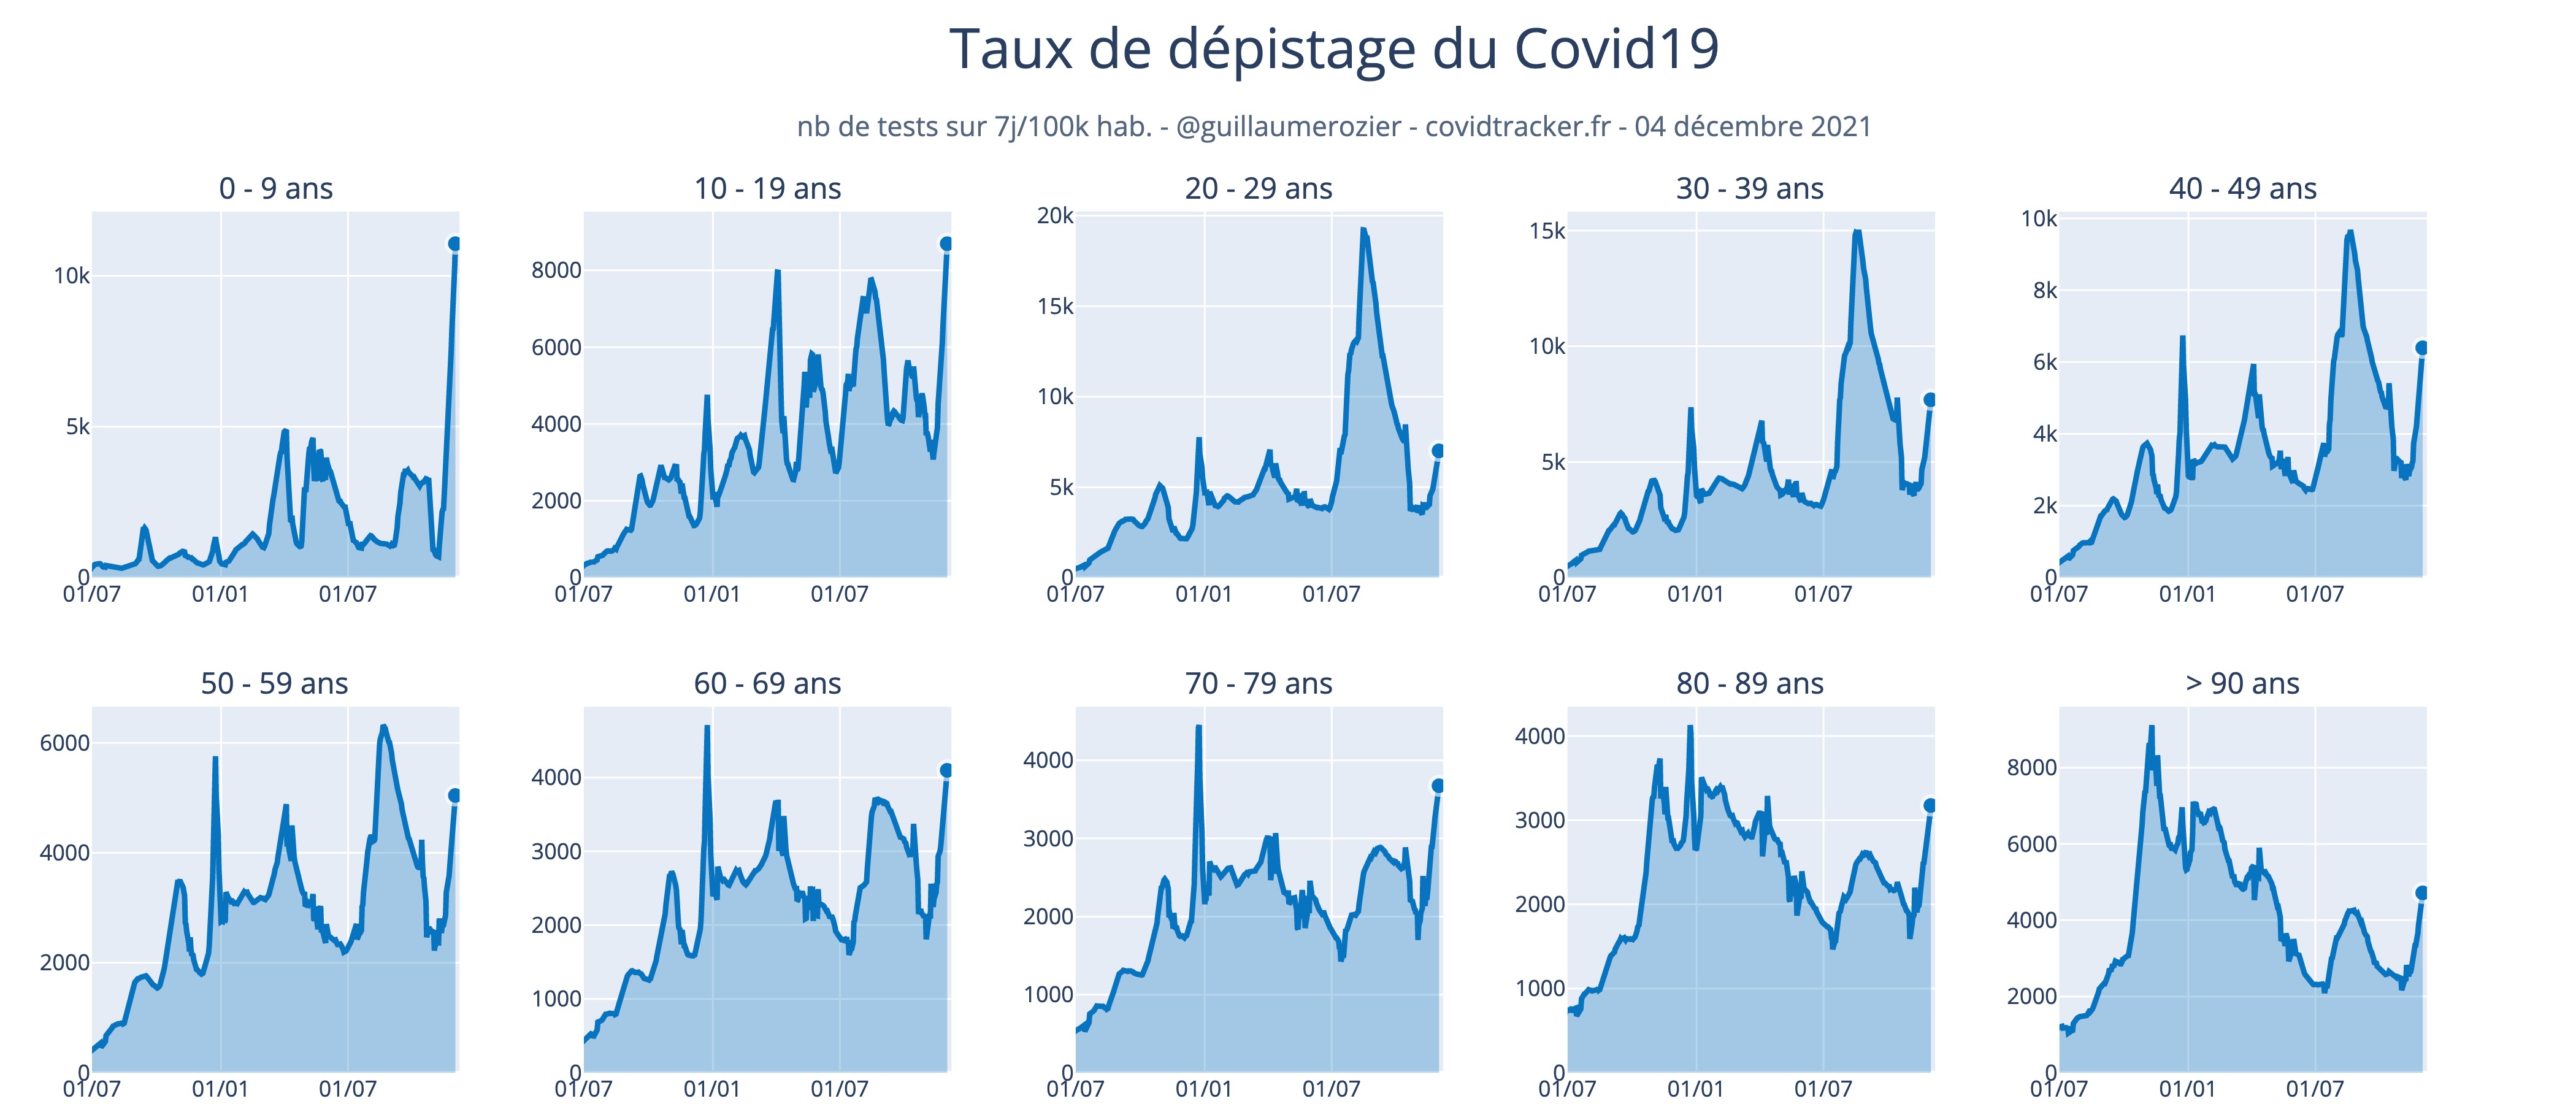 Taux de dépistage du Covid19
nb de tests sur 7j/100k hab. - @guillaumerozier - covidtracker.fr - 04 décembre 2021
0 - 9 ans
10k
5k
0
01/07 01/01 01/07
10 - 19 ans
8000
6000
4000
2000
0
01/07 01/01 01/07
20 - 29 ans
20k
15k
10k
5k
0
01/07 01/01 01/07
30 - 39 ans
15k
10k
5k
0
01/07 01/01 01/07
40 - 49 ans
10k
8k
6k
4k
2k
0
01/07 01/01 01/07
50 - 59 ans
6000
4000
2000
0
01/07 01/01 01/07
60 - 69 ans
4000
3000
2000
1000
0
01/07 01/01 01/07
70 - 79 ans
4000
3000
2000
1000
0
01/07 01/01 01/07
80 - 89 ans
4000
3000
2000
1000
0
01/07 01/01 01/07
> 90 ans
8000
6000
4000
2000
0
01/07 01/01 01/07